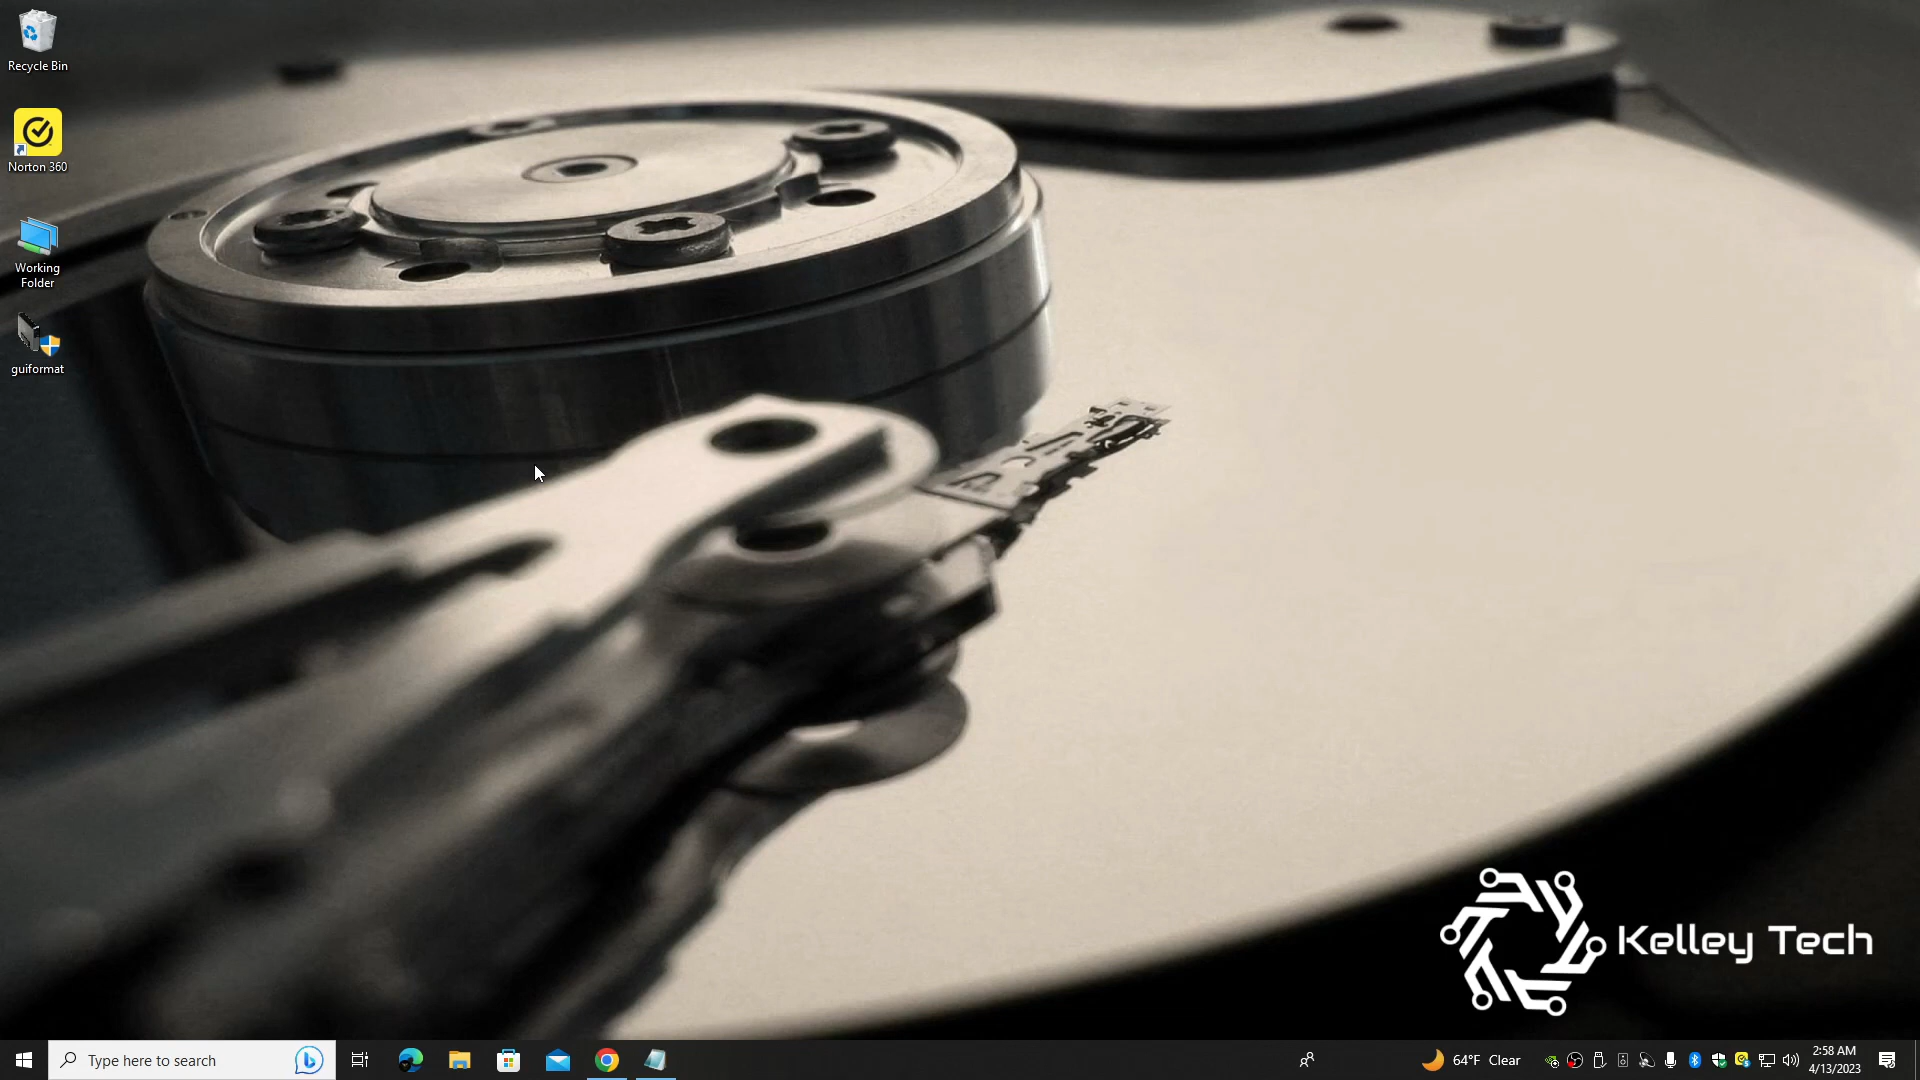 Recycle Bin
Norton 360
Working
Folder
guiformat
Kelley Tech
Type here to search
64°F Clear
2:58 AM
4/13/2023